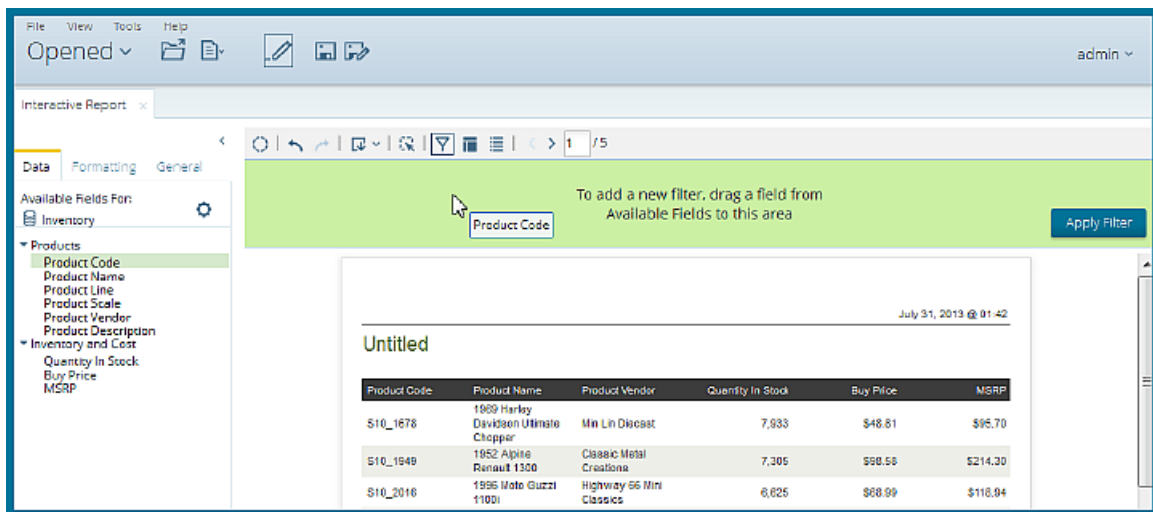 File View Tools Help
Opened
admin
Interactive Report ×
1 / 5
Data Formatting General
To add a new filter, drag a field from
Available Fields to this area
Product Code
Apply Filter
Available Fields For:
Inventory
Products
Product Code
Product Name
Product Line
Product Scale
Product Vendor
Product Description
Inventory and Cost
Quantity In Stock
Buy Price
MSRP
July 31, 2013 @ 01:42
Untitled
Product Code Product Name Product Vendor Quantity In Stock Buy Price MSRP
S10_1678 1969 Harley Davidson Ultimate Chopper Min Lin Diecast 7,933 $48.81 $95.70
S10_1949 1952 Alpine Renault 1300 Classic Metal Creations 7,305 $98.58 $214.30
S10_2016 1996 Moto Guzzi 1100i Highway 66 Mini Classics 6,625 $68.99 $118.94